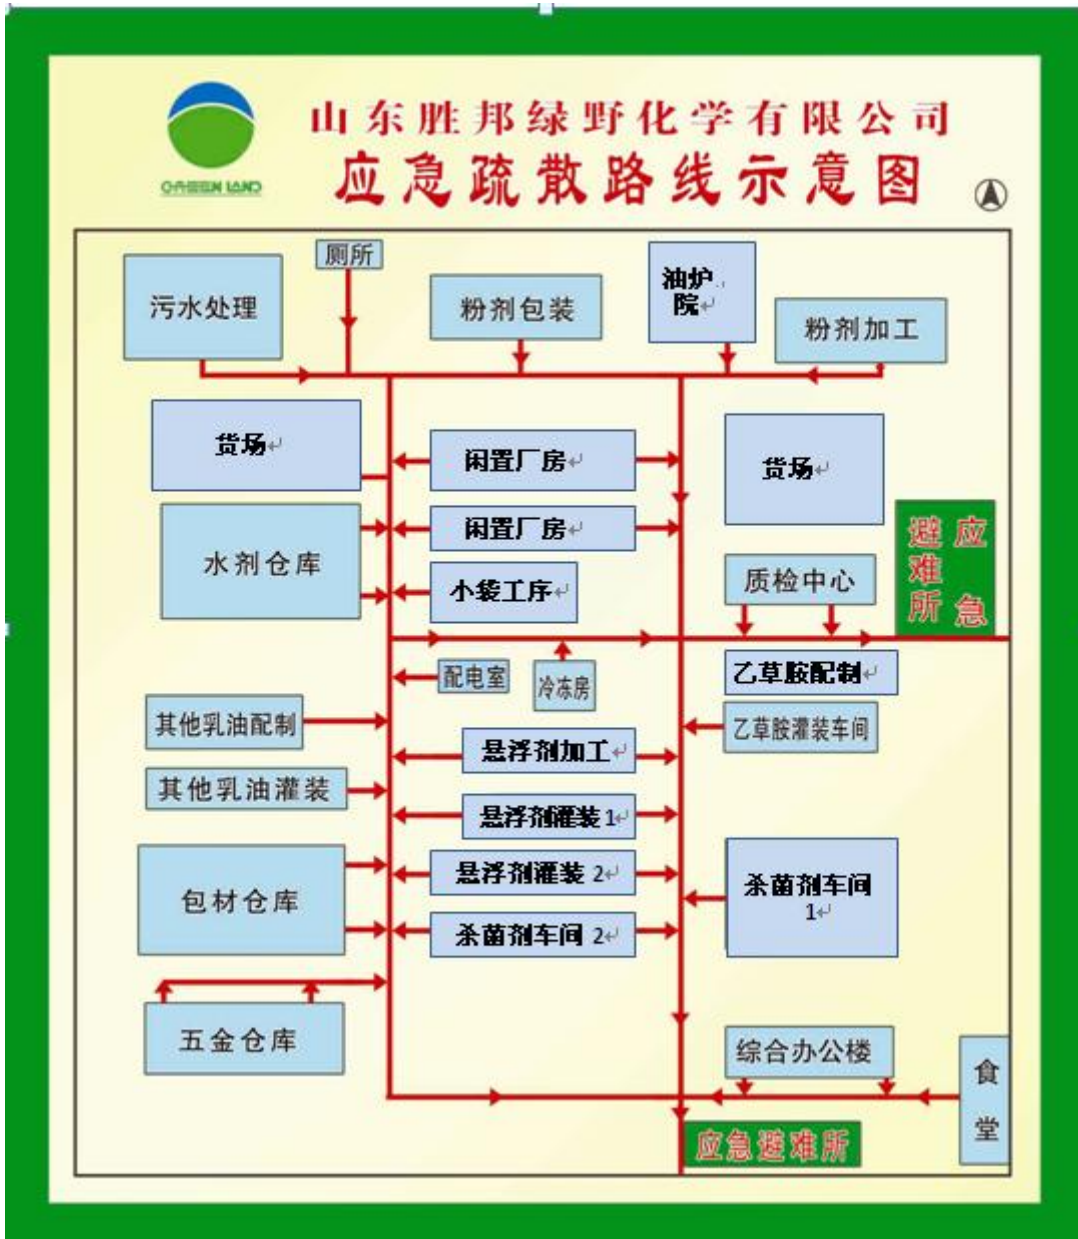 山东胜邦绿野化学有限公司
应急疏散路线示意图
GREEN LAND
厕所
污水处理
粉剂包装
油炉
院
粉剂加工
货场
闲置厂房
货场
闲置厂房
水剂仓库
小袋工序
质检中心
应急
避难所
配电室
冷冻房
乙草胺配制
其他乳油配制
乙草胺灌装车间
悬浮剂加工
其他乳油灌装
悬浮剂灌装 1
悬浮剂灌装 2
包材仓库
杀菌剂车间
1
杀菌剂车间 2
五金仓库
综合办公楼
食堂
应急避难所